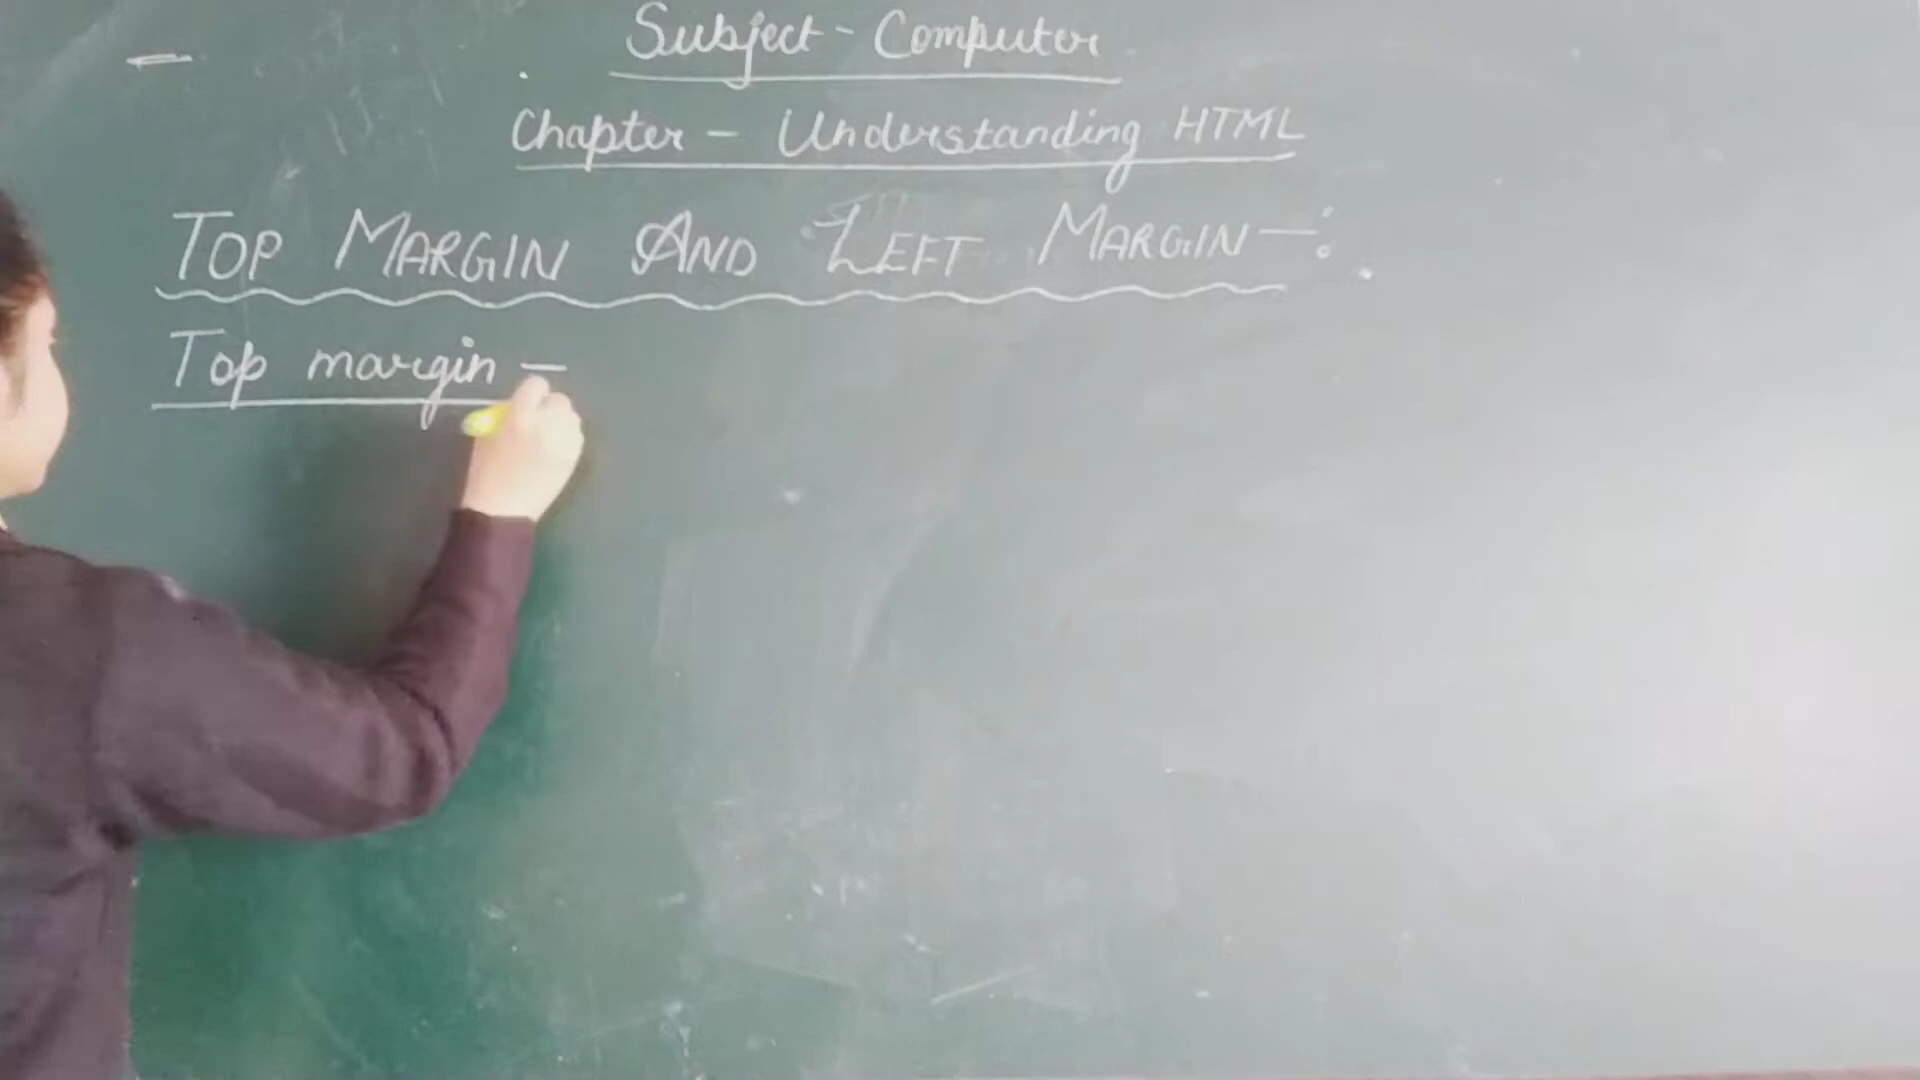 Subject - Computer
Chapter - Understanding HTML
TOP MARGIN AND LEFT MARGIN -:
Top margin -